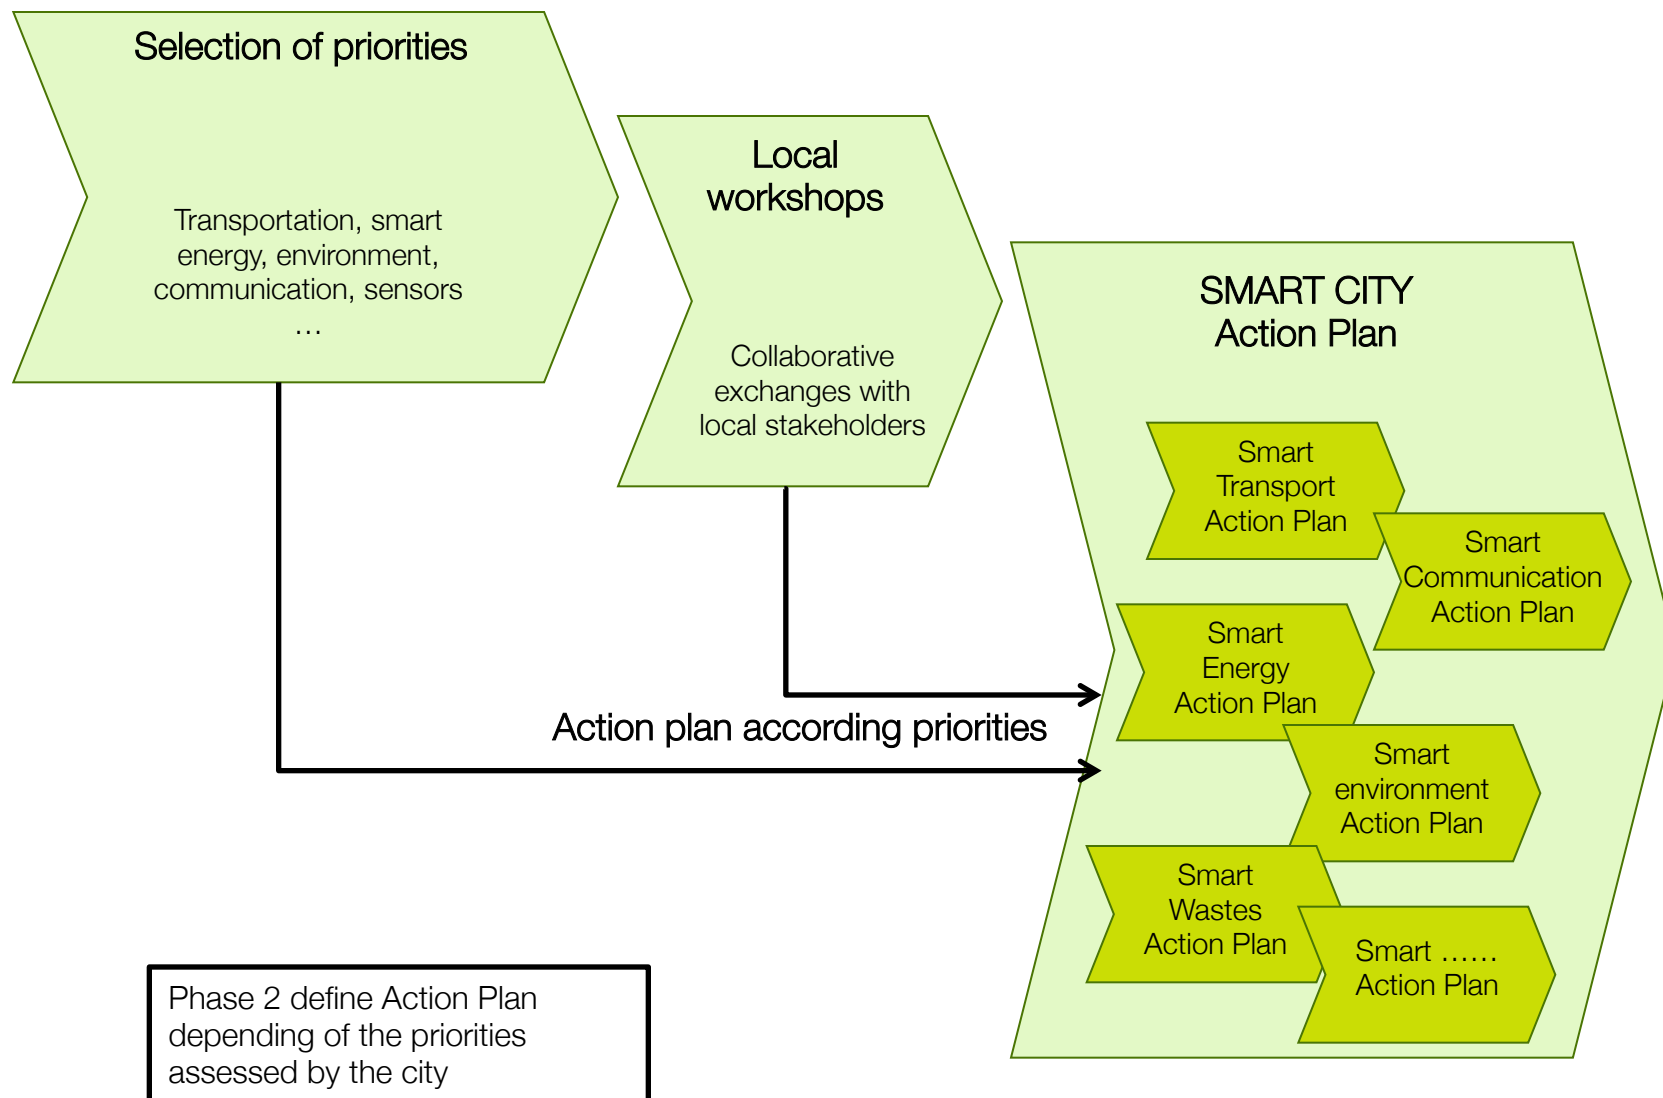 Selection of priorities
Transportation, smart
energy, environment,
communication, sensors
…
Local
workshops
Collaborative
exchanges with
local stakeholders
SMART CITY
Action Plan
Smart
Transport
Action Plan
Smart
Communication
Action Plan
Smart
Energy
Action Plan
Smart
environment
Action Plan
Smart
Wastes
Action Plan
Smart ……
Action Plan
Action plan according priorities
Phase 2 define Action Plan
depending of the priorities
assessed by the city